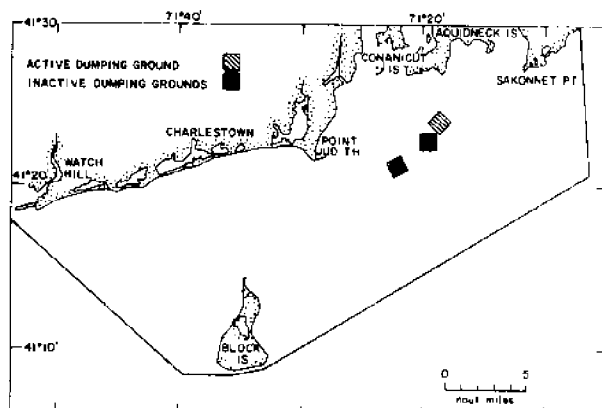 41°30'
71°40'
71°20'
AQUIDNECK IS
CONANICUT
IS
ACTIVE DUMPING GROUND
INACTIVE DUMPING GROUNDS
SAKONNET PT
CHARLESTOWN
POINT
JUDITH
WATCH
HILL
41°20'
41°10'
BLOCK
IS
0
5
naut miles